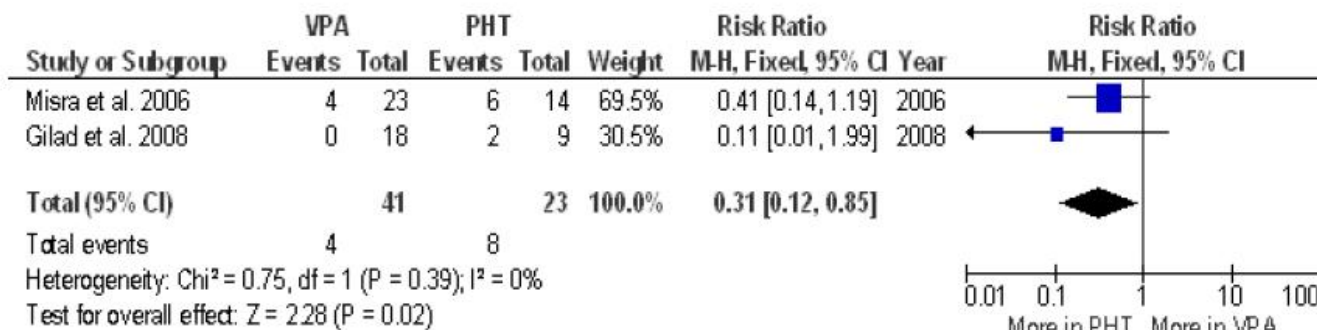 VPA PHT Risk Ratio Risk Ratio
Study or Subgroup Events Total Events Total Weight M-H, Fixed, 95% CI Year M-H, Fixed, 95% CI
Misra et al. 2006 4 23 6 14 69.5% 0.41 [0.14, 1.19] 2006
Gilad et al. 2008 0 18 2 9 30.5% 0.11 [0.01, 1.99] 2008
Total (95% CI) 41 23 100.0% 0.31 [0.12, 0.85]
Total events 4 8
Heterogeneity: Chi² = 0.75, df = 1 (P = 0.39); I² = 0%
Test for overall effect: Z = 2.28 (P = 0.02)
0.01 0.1 1 10 100
More in PHT More in VPA